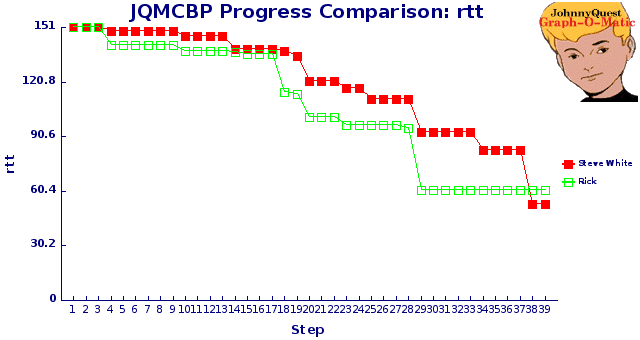 JQMCBP Progress Comparison: rtt
JohnnyQuest
Graph-O-Matic
151
120.8
90.6
60.4
30.2
0
rtt
Steve White
Rick
1 2 3 4 5 6 7 8 9 10 11 12 13 14 15 16 17 18 19 20 21 22 23 24 25 26 27 28 29 30 31 32 33 34 35 36 37 38 39
Step